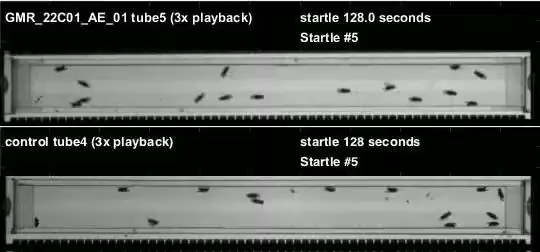 GMR_22C01_AE_01 tube5 (3x playback)
startle 128.0 seconds
Startle #5
control tube4 (3x playback)
startle 128 seconds
Startle #5